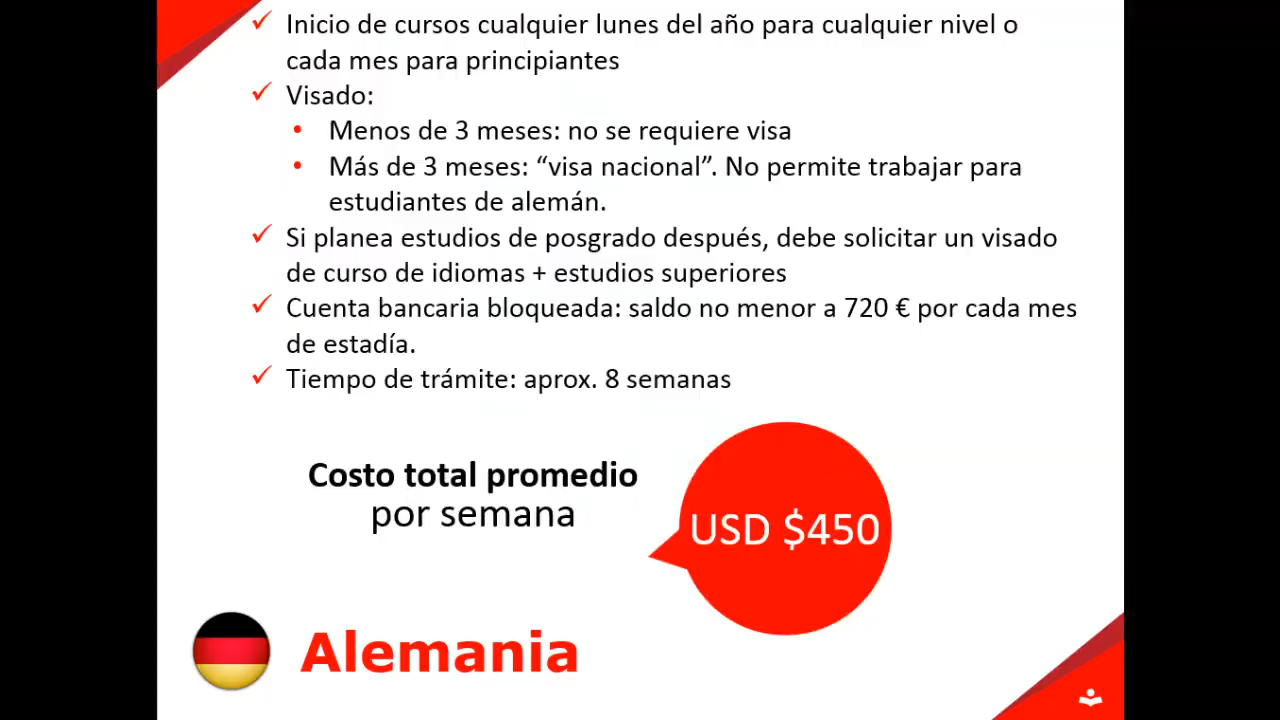 Inicio de cursos cualquier lunes del año para cualquier nivel o
cada mes para principiantes
Visado:
Menos de 3 meses: no se requiere visa
Más de 3 meses: “visa nacional”. No permite trabajar para
estudiantes de alemán.
Si planea estudios de posgrado después, debe solicitar un visado
de curso de idiomas + estudios superiores
Cuenta bancaria bloqueada: saldo no menor a 720 € por cada mes
de estadía.
Tiempo de trámite: aprox. 8 semanas
Costo total promedio
por semana
USD $450
Alemania